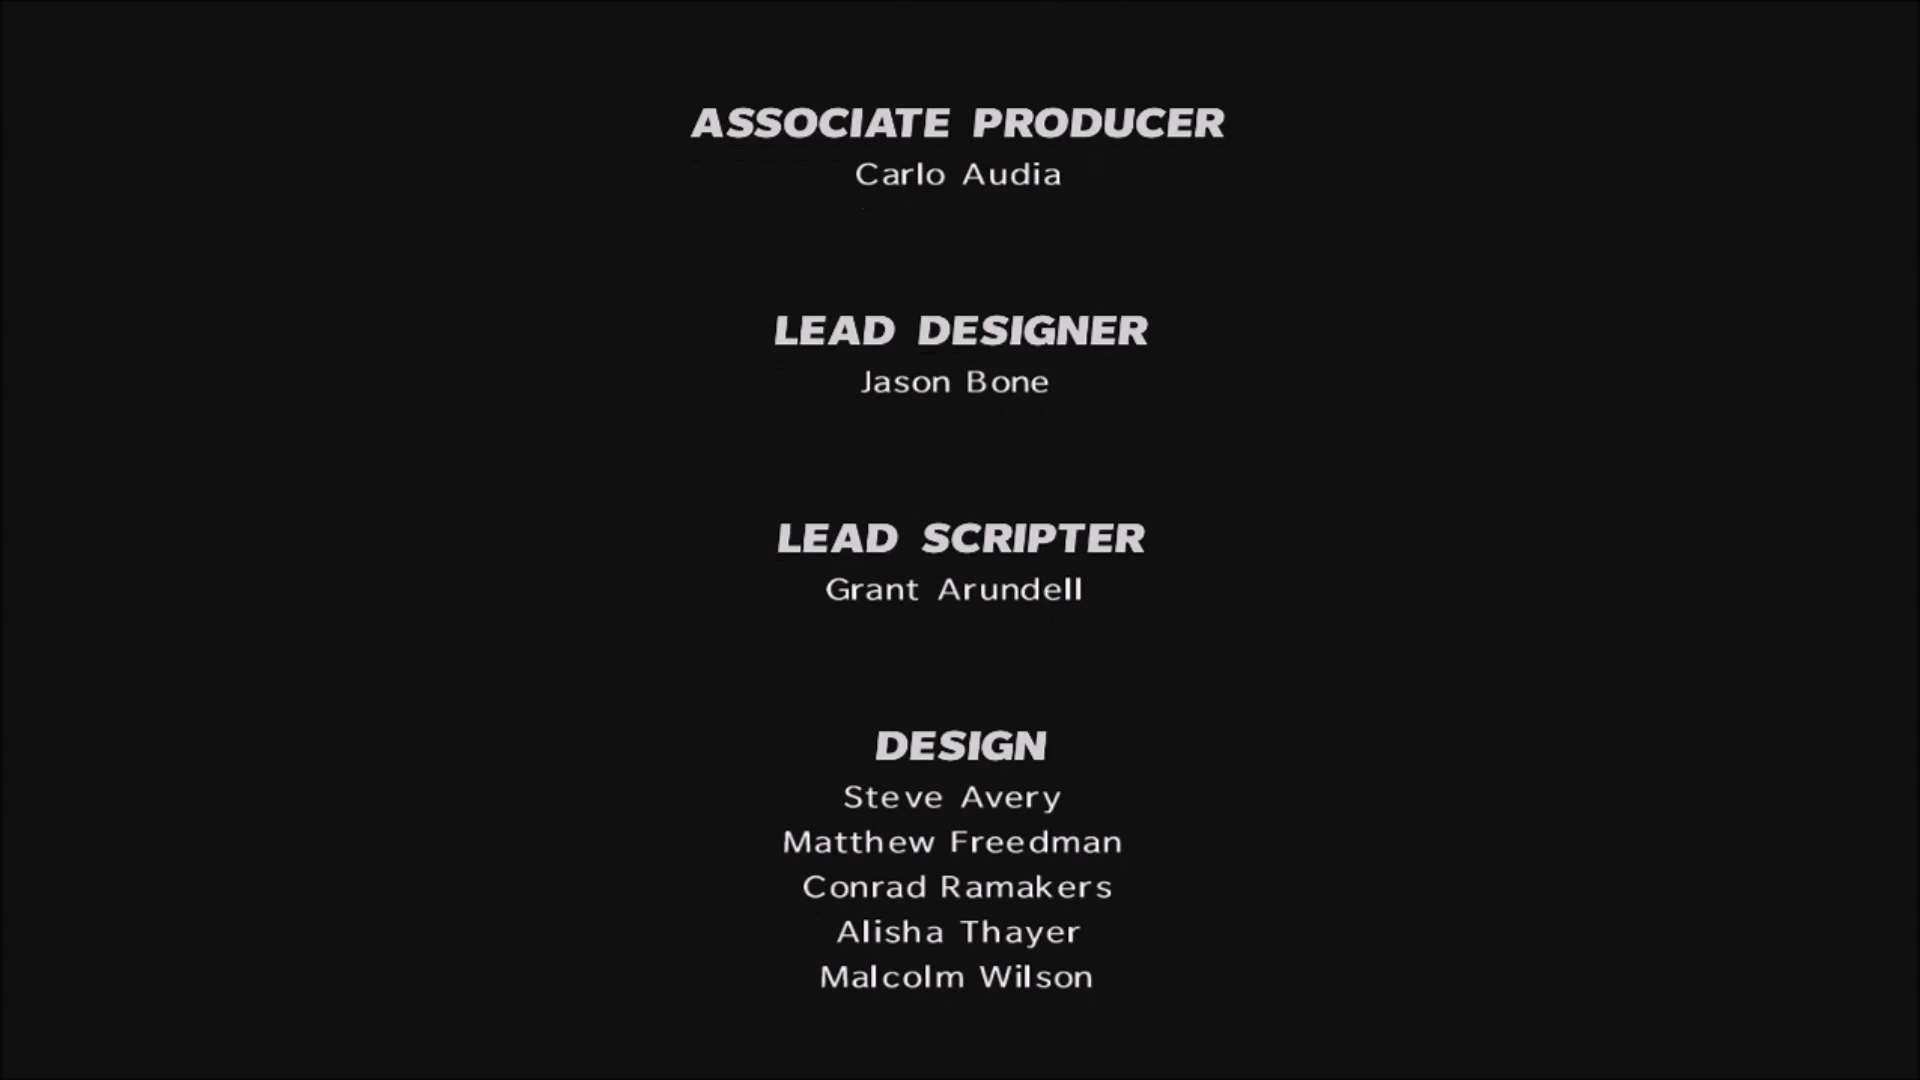 ASSOCIATE PRODUCER
Carlo Audia
LEAD DESIGNER
Jason Bone
LEAD SCRIPTER
Grant Arundell
DESIGN
Steve Avery
Matthew Freedman
Conrad Ramakers
Alisha Thayer
Malcolm Wilson